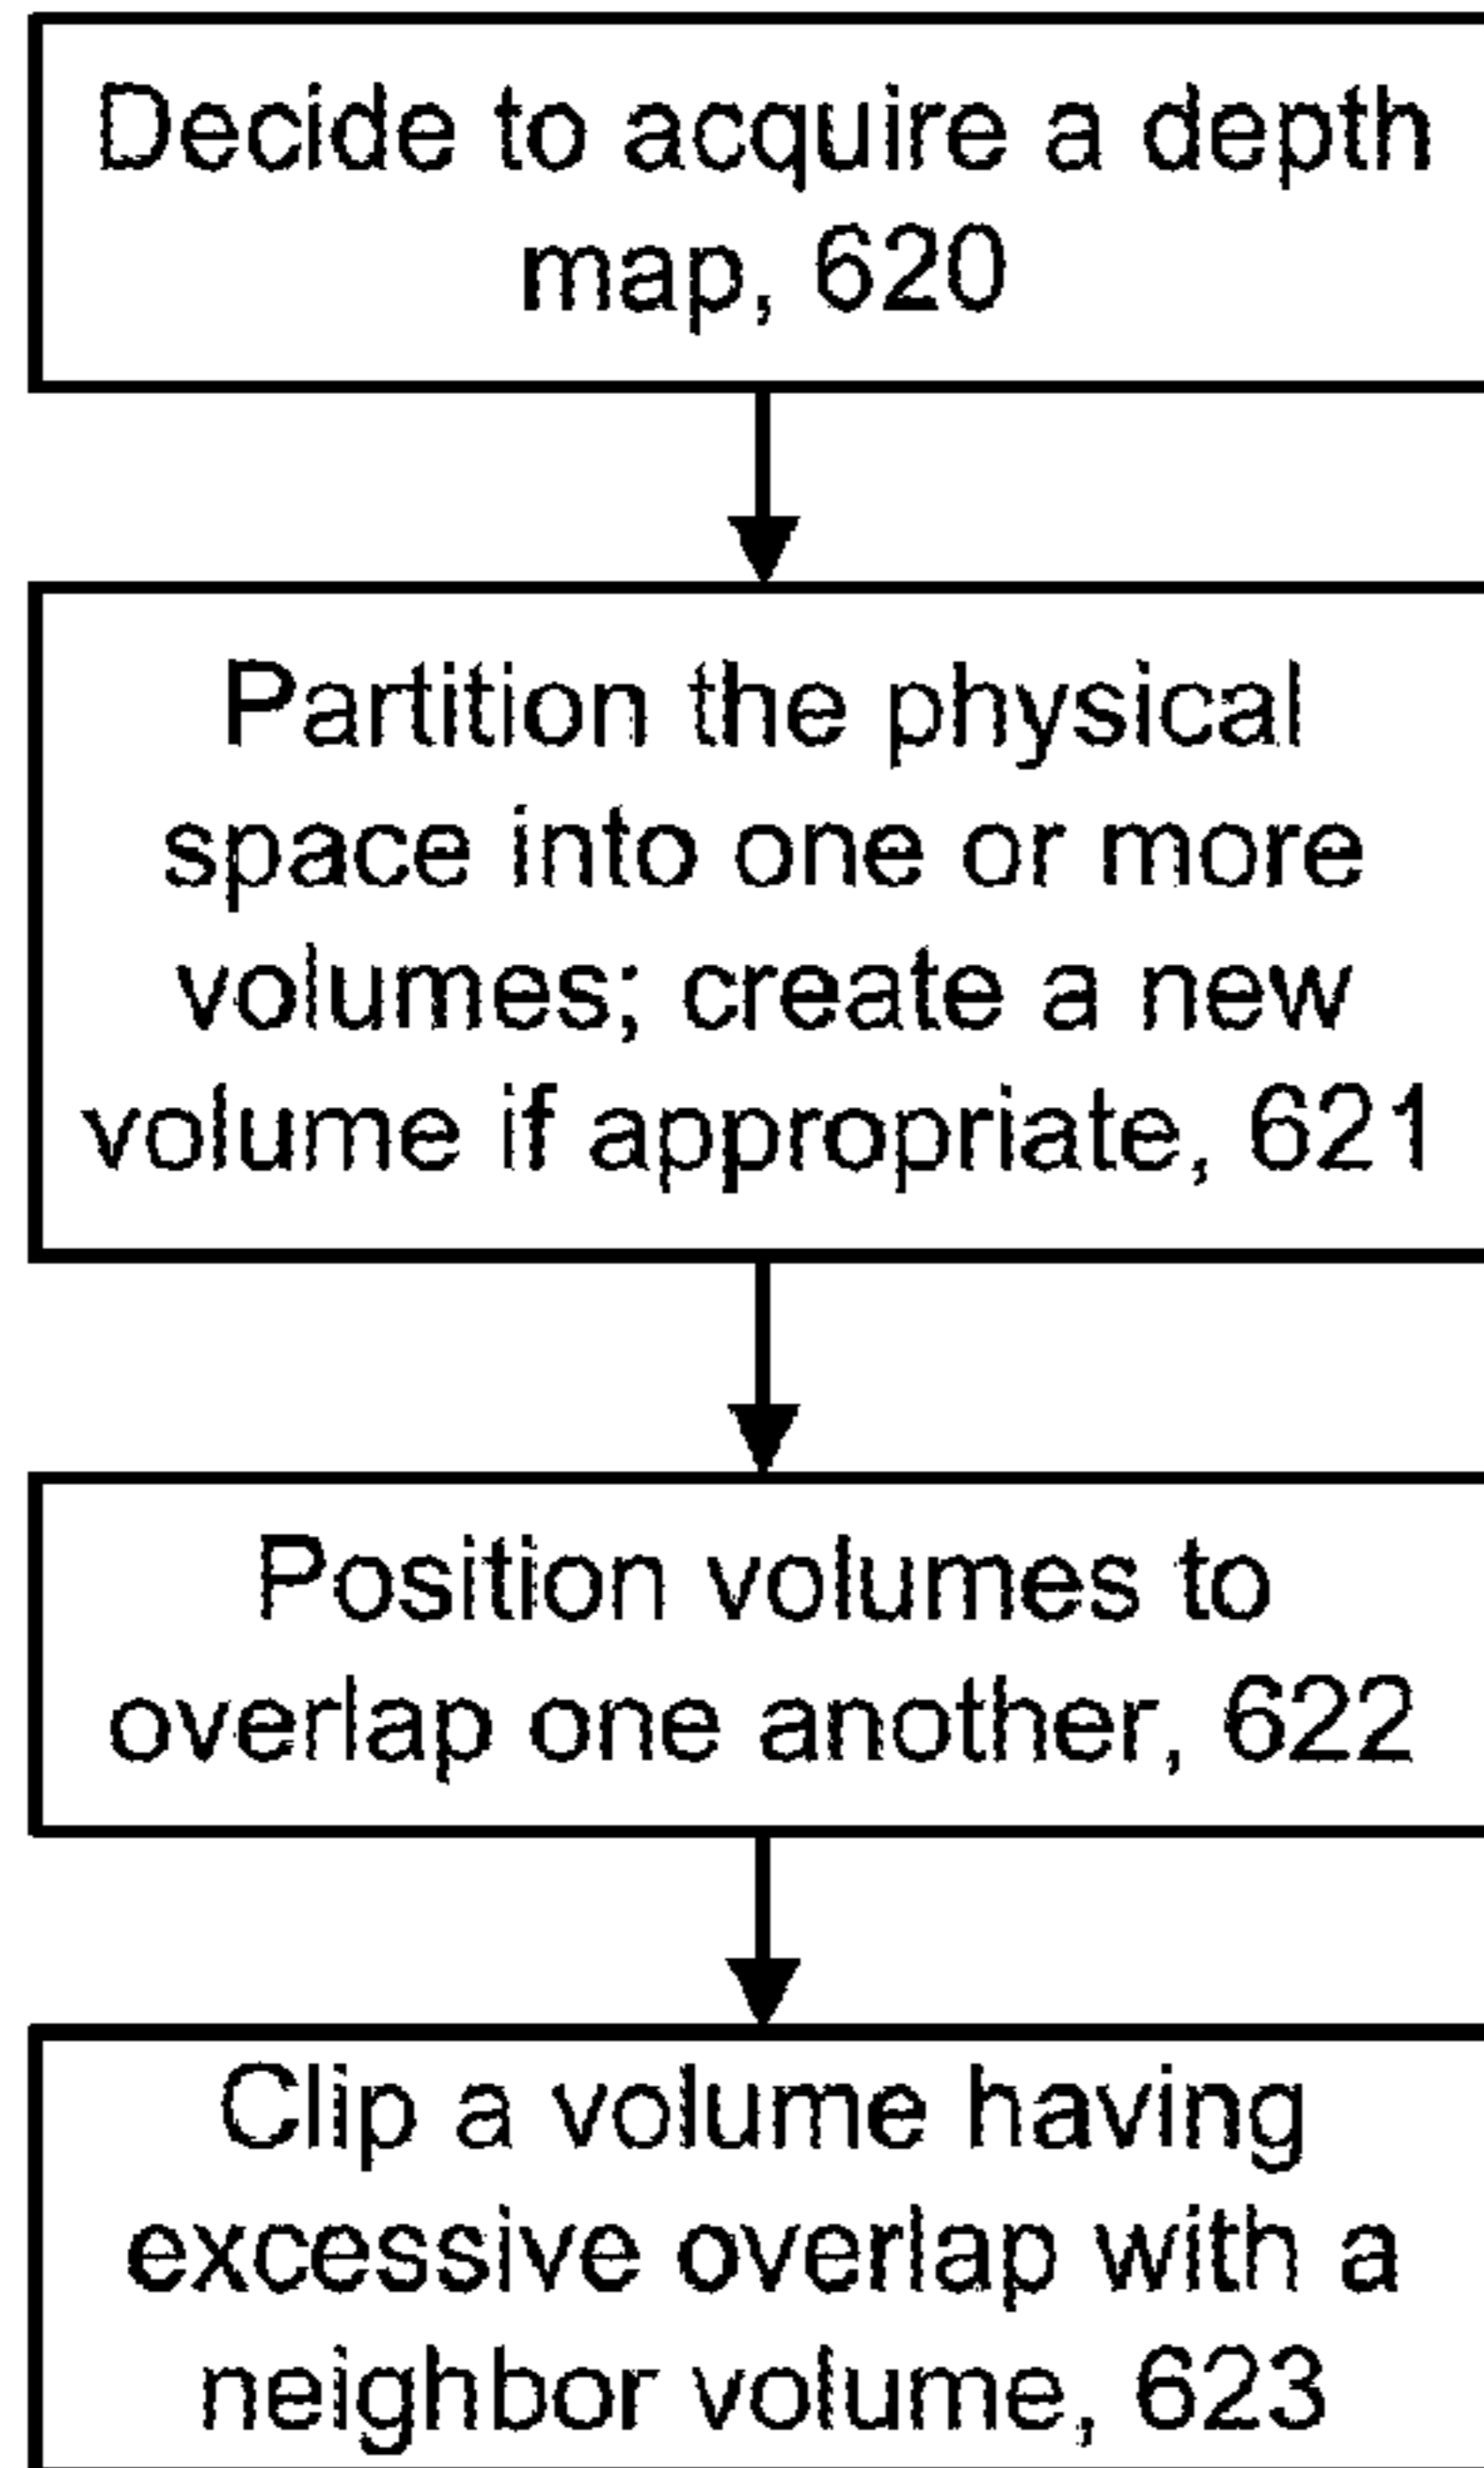 Decide to acquire a depth
map, 620
Partition the physical
space into one or more
volumes; create a new
volume if appropriate, 621
Position volumes to
overlap one another, 622
Clip a volume having
excessive overlap with a
neighbor volume, 623